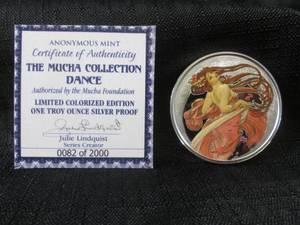 ANONYMOUS MINT
Certificate of Authenticity
THE MUCHA COLLECTION
DANCE
Authorized by the Mucha Foundation
LIMITED COLORIZED EDITION
ONE TROY OUNCE SILVER PROOF
Julie Lindquist
Series Creator
0082 of 2000